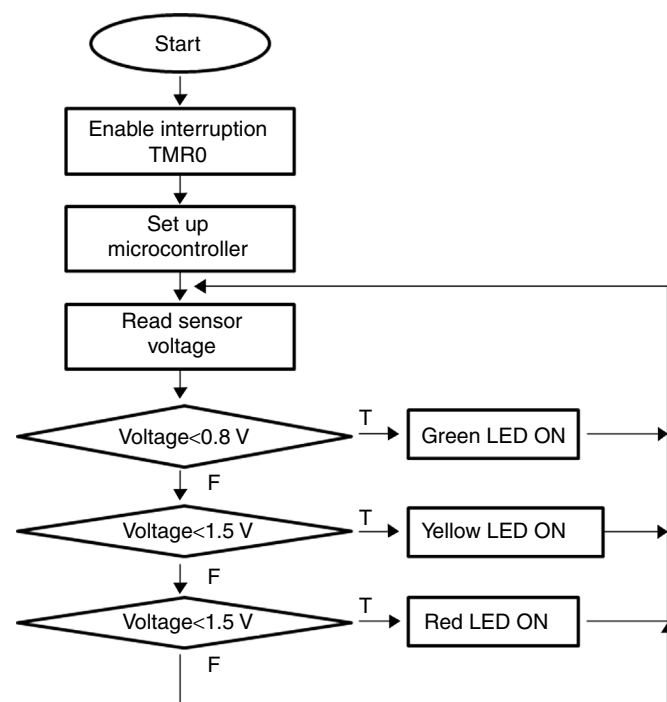 Start
Enable interruption
TMR0
Set up
microcontroller
Read sensor
voltage
Voltage<0.8 V
T
Green LED ON
F
Voltage<1.5 V
T
Yellow LED ON
F
Voltage<1.5 V
T
Red LED ON
F